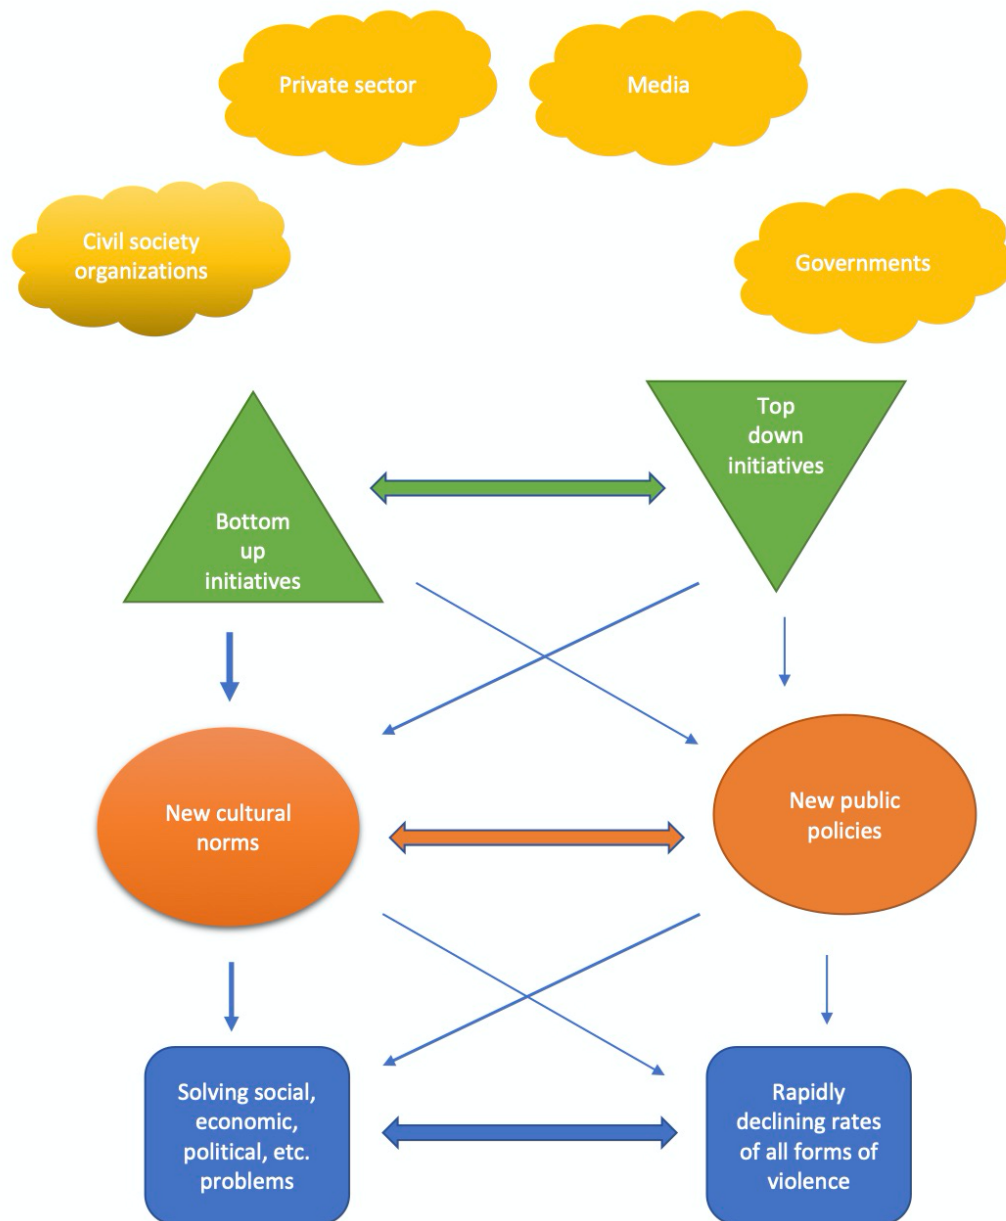 Private sector
Media
Civil society
organizations
Governments
Top
down
initiatives
Bottom
up
initiatives
New cultural
norms
New public
policies
Solving social,
economic,
political, etc.
problems
Rapidly
declining rates
of all forms of
violence